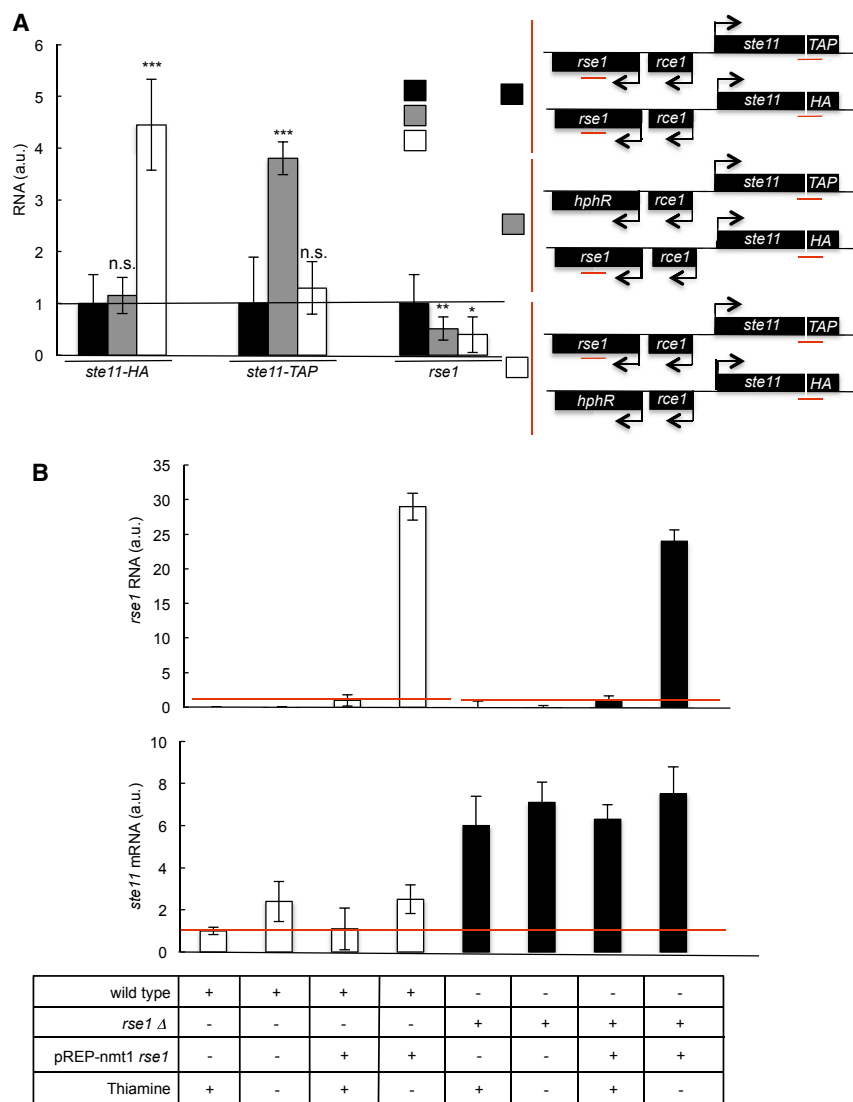 A
RNA (a.u.)
6
5
4
3
2
1
0
***
n.s.
***
n.s.
**
*
ste11-HA
ste11-TAP
rse1
rse1
rce1
ste11
TAP
rse1
rce1
ste11
HA
hphR
rce1
ste11
TAP
rse1
rce1
ste11
HA
rse1
rce1
ste11
TAP
hphR
rce1
ste11
HA
B
rse1 RNA (a.u.)
35
30
25
20
15
10
5
0
ste11 mRNA (a.u.)
10
8
6
4
2
0
wild type + + + + - - - -
rse1 Δ - - - - + + + +
pREP-nmt1 rse1 - - + + - - + +
Thiamine + - + - + - + -